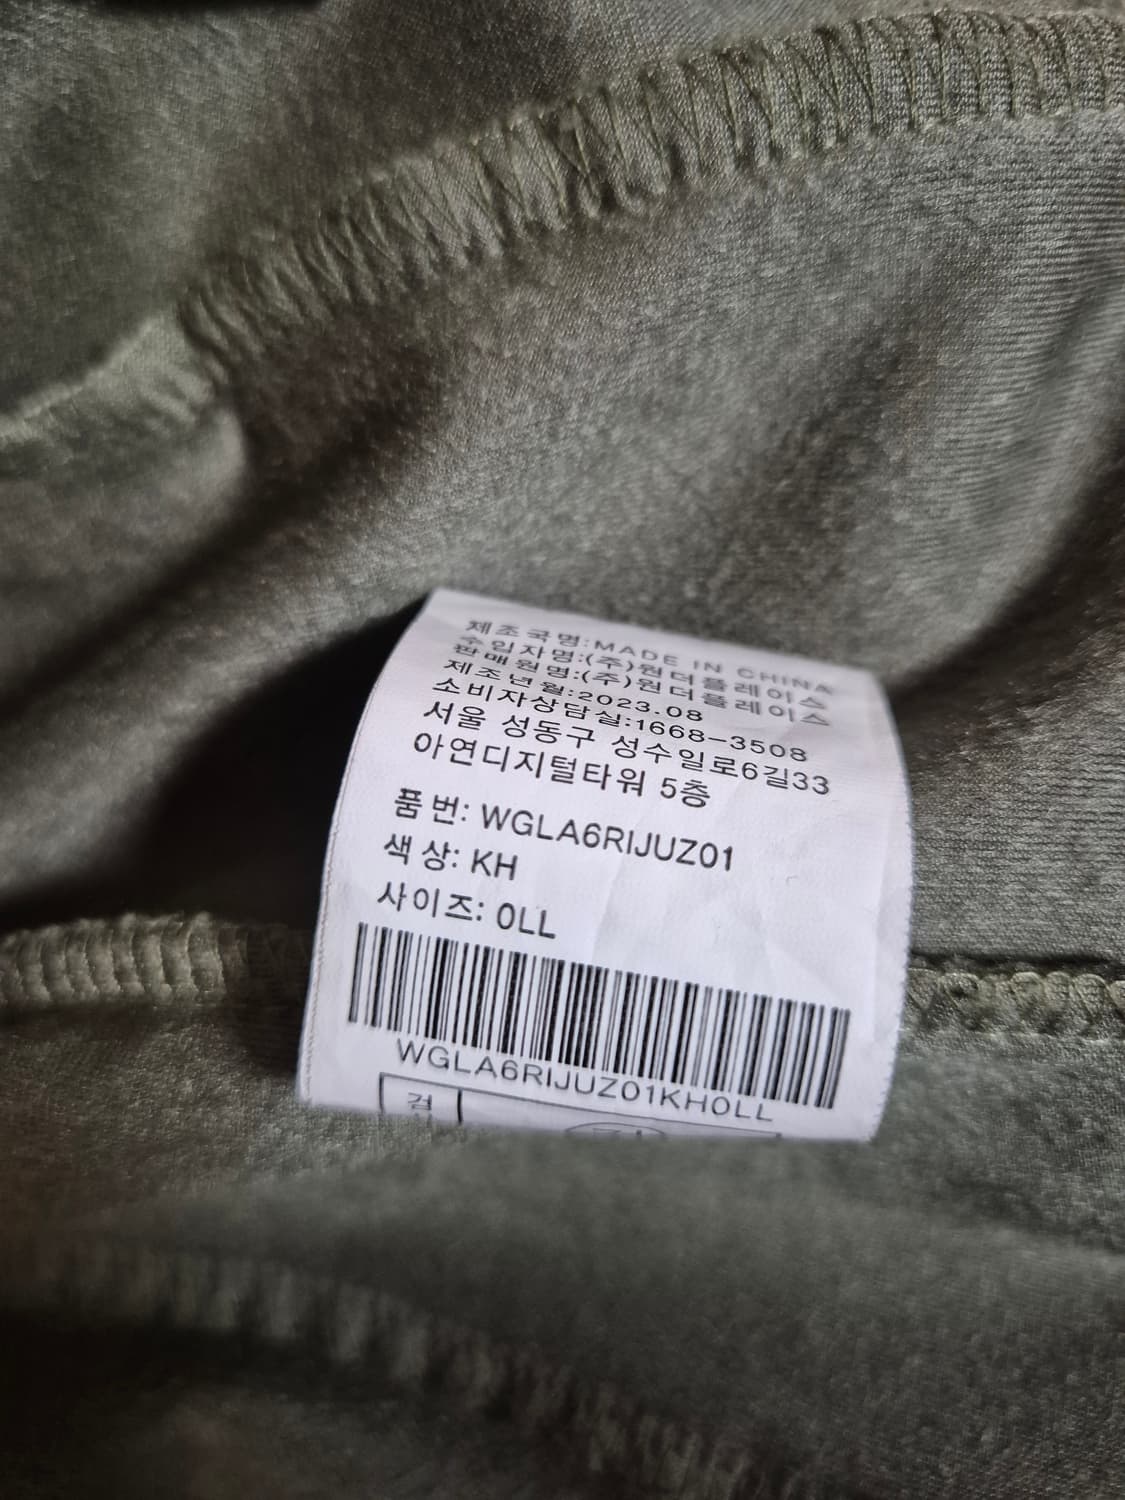 제조국명:MADE IN CHINA
수입자명:(주)원더플레이스
판매원명:(주)원더플레이스
제조년월:2023.08
소비자상담실:1668-3508
서울 성동구 성수일로6길33
아연디지털타워 5층
품번: WGLA6RIJUZ01
색상: KH
사이즈: 0LL
WGLA6RIJUZ01KH0LL
검